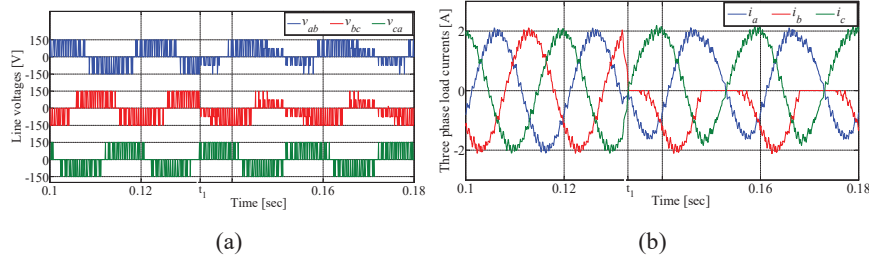 v_ab v_bc v_ca
Line voltages [V]
150
0
-150
150
0
-150
150
0
-150
0.1 0.12 t_1 0.16 0.18
Time [sec]
(a)
i_a i_b i_c
Three phase load currents [A]
2
0
-2
0.1 0.12 t_1 0.16 0.18
Time [sec]
(b)